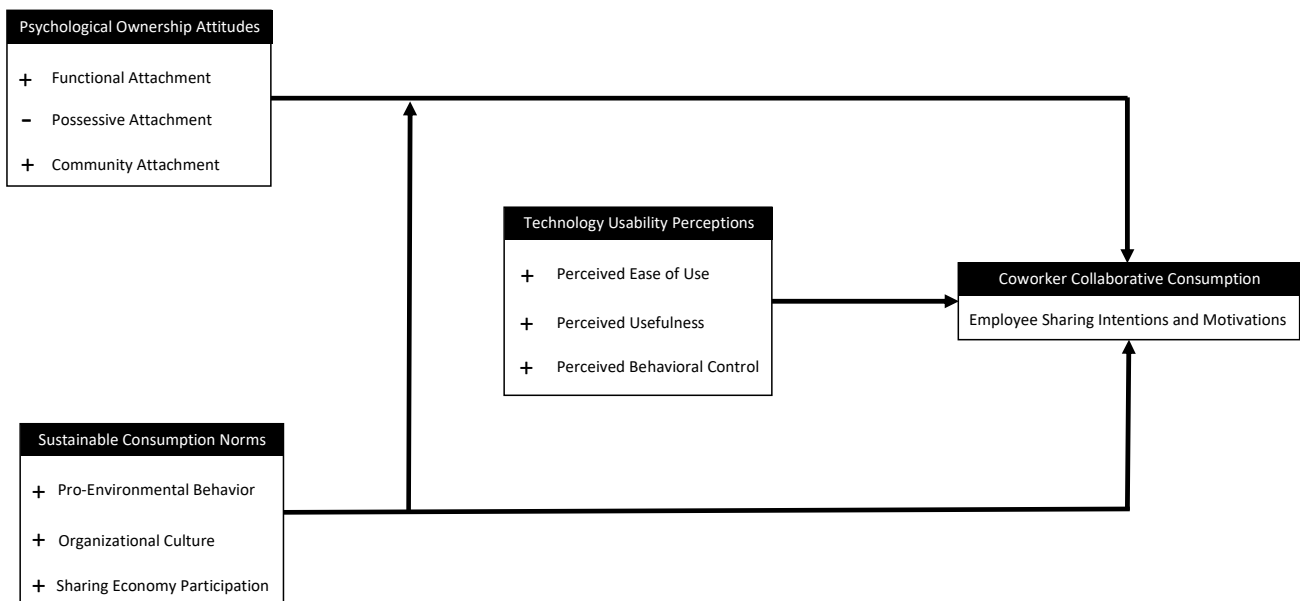 Psychological Ownership Attitudes
+ Functional Attachment
- Possessive Attachment
+ Community Attachment
Technology Usability Perceptions
+ Perceived Ease of Use
+ Perceived Usefulness
+ Perceived Behavioral Control
Coworker Collaborative Consumption
Employee Sharing Intentions and Motivations
Sustainable Consumption Norms
+ Pro-Environmental Behavior
+ Organizational Culture
+ Sharing Economy Participation